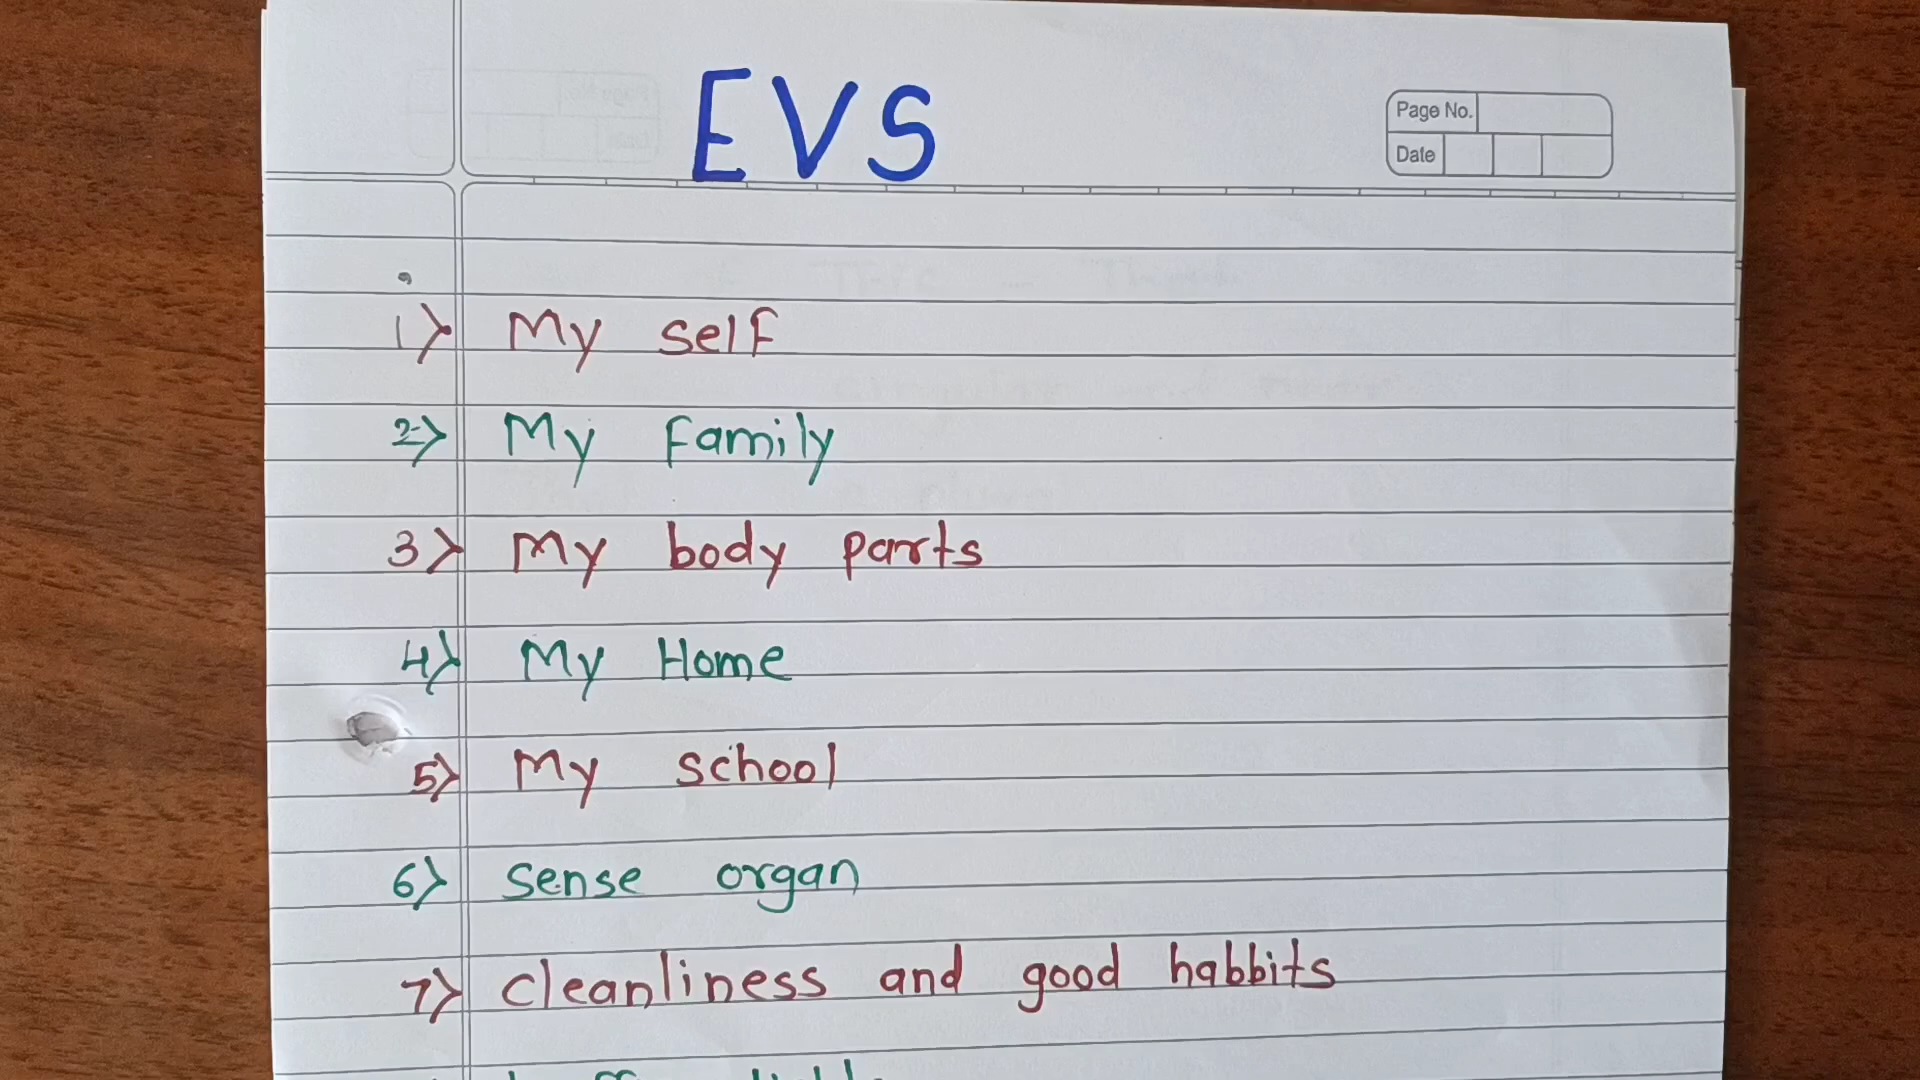 EVS
Page No.
Date
1> My self
2> My Family
3> My body parts
4> My Home
5> My school
6> Sense organ
7> Cleanliness and good habbits